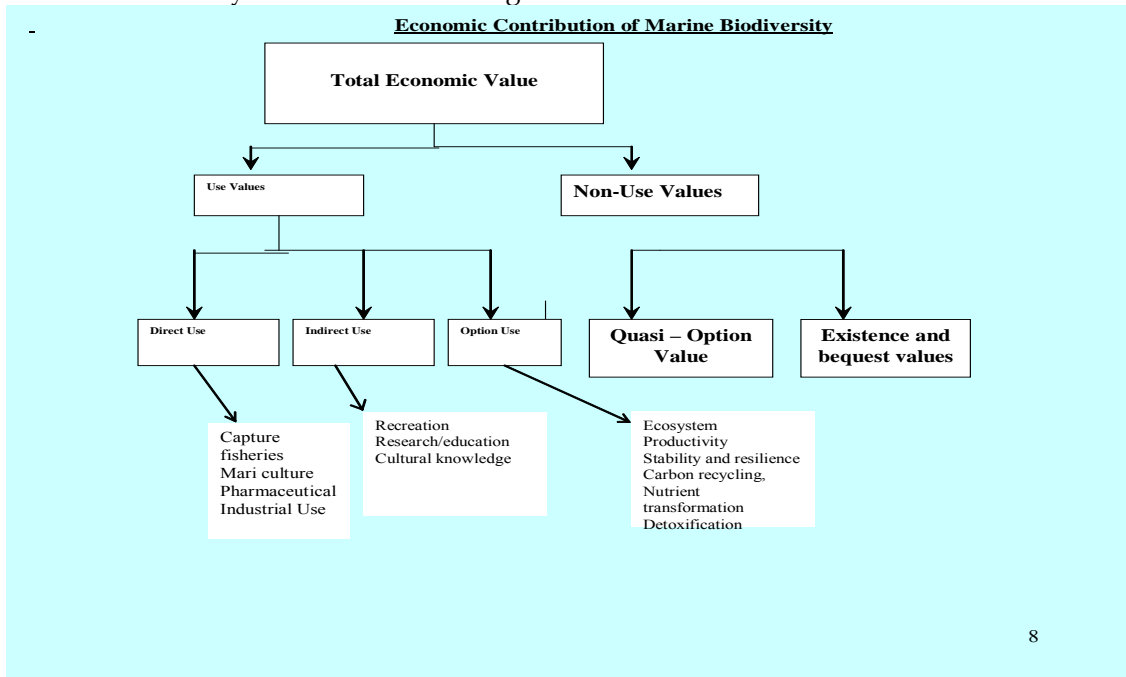 Economic Contribution of Marine Biodiversity
Total Economic Value
Use Values
Non-Use Values
Direct Use
Indirect Use
Option Use
Quasi – Option
Value
Existence and
bequest values
Capture
fisheries
Mari culture
Pharmaceutical
Industrial Use
Recreation
Research/education
Cultural knowledge
Ecosystem
Productivity
Stability and resilience
Carbon recycling,
Nutrient
transformation
Detoxification
8